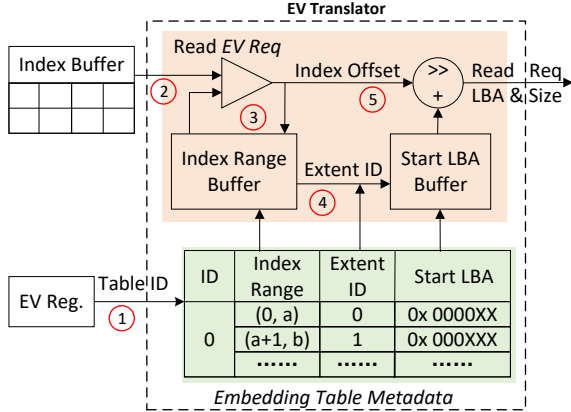 EV Translator
Read EV Req
Index Buffer
Index Offset
>>
+
Read Req
LBA & Size
2
3
5
Index Range
Buffer
Extent ID
4
Start LBA
Buffer
EV Reg.
Table ID
1
ID
Index
Range
Extent
ID
Start LBA
0
(0, a)
0
0x 0000XX
(a+1, b)
1
0x 000XXX
......
......
......
Embedding Table Metadata